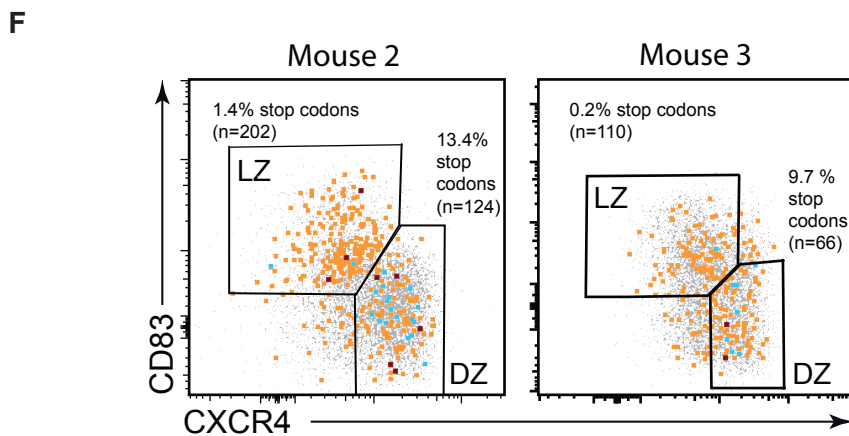 F
Mouse 2
Mouse 3
1.4% stop codons
(n=202)
13.4%
stop
codons
(n=124)
LZ
DZ
0.2% stop codons
(n=110)
9.7 %
stop
codons
(n=66)
LZ
DZ
CD83
CXCR4